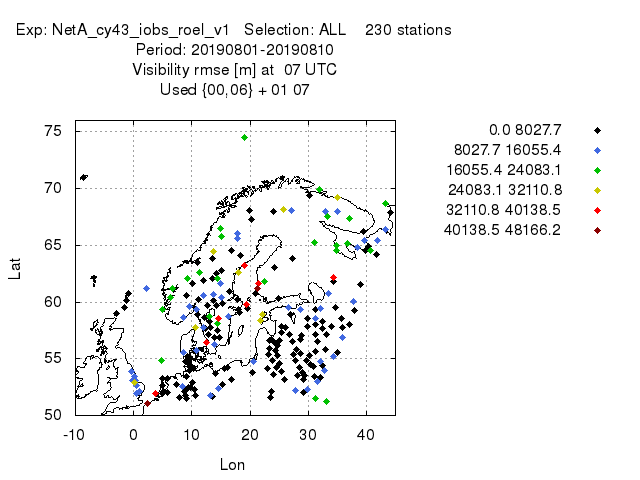 Exp: NetA_cy43_iobs_roel_v1 Selection: ALL 230 stations
Period: 20190801-20190810
Visibility rmse [m] at 07 UTC
Used {00,06} + 01 07
0.0 8027.7
8027.7 16055.4
16055.4 24083.1
24083.1 32110.8
32110.8 40138.5
40138.5 48166.2
75
70
65
60
55
50
Lat
-10 0 10 20 30 40
Lon